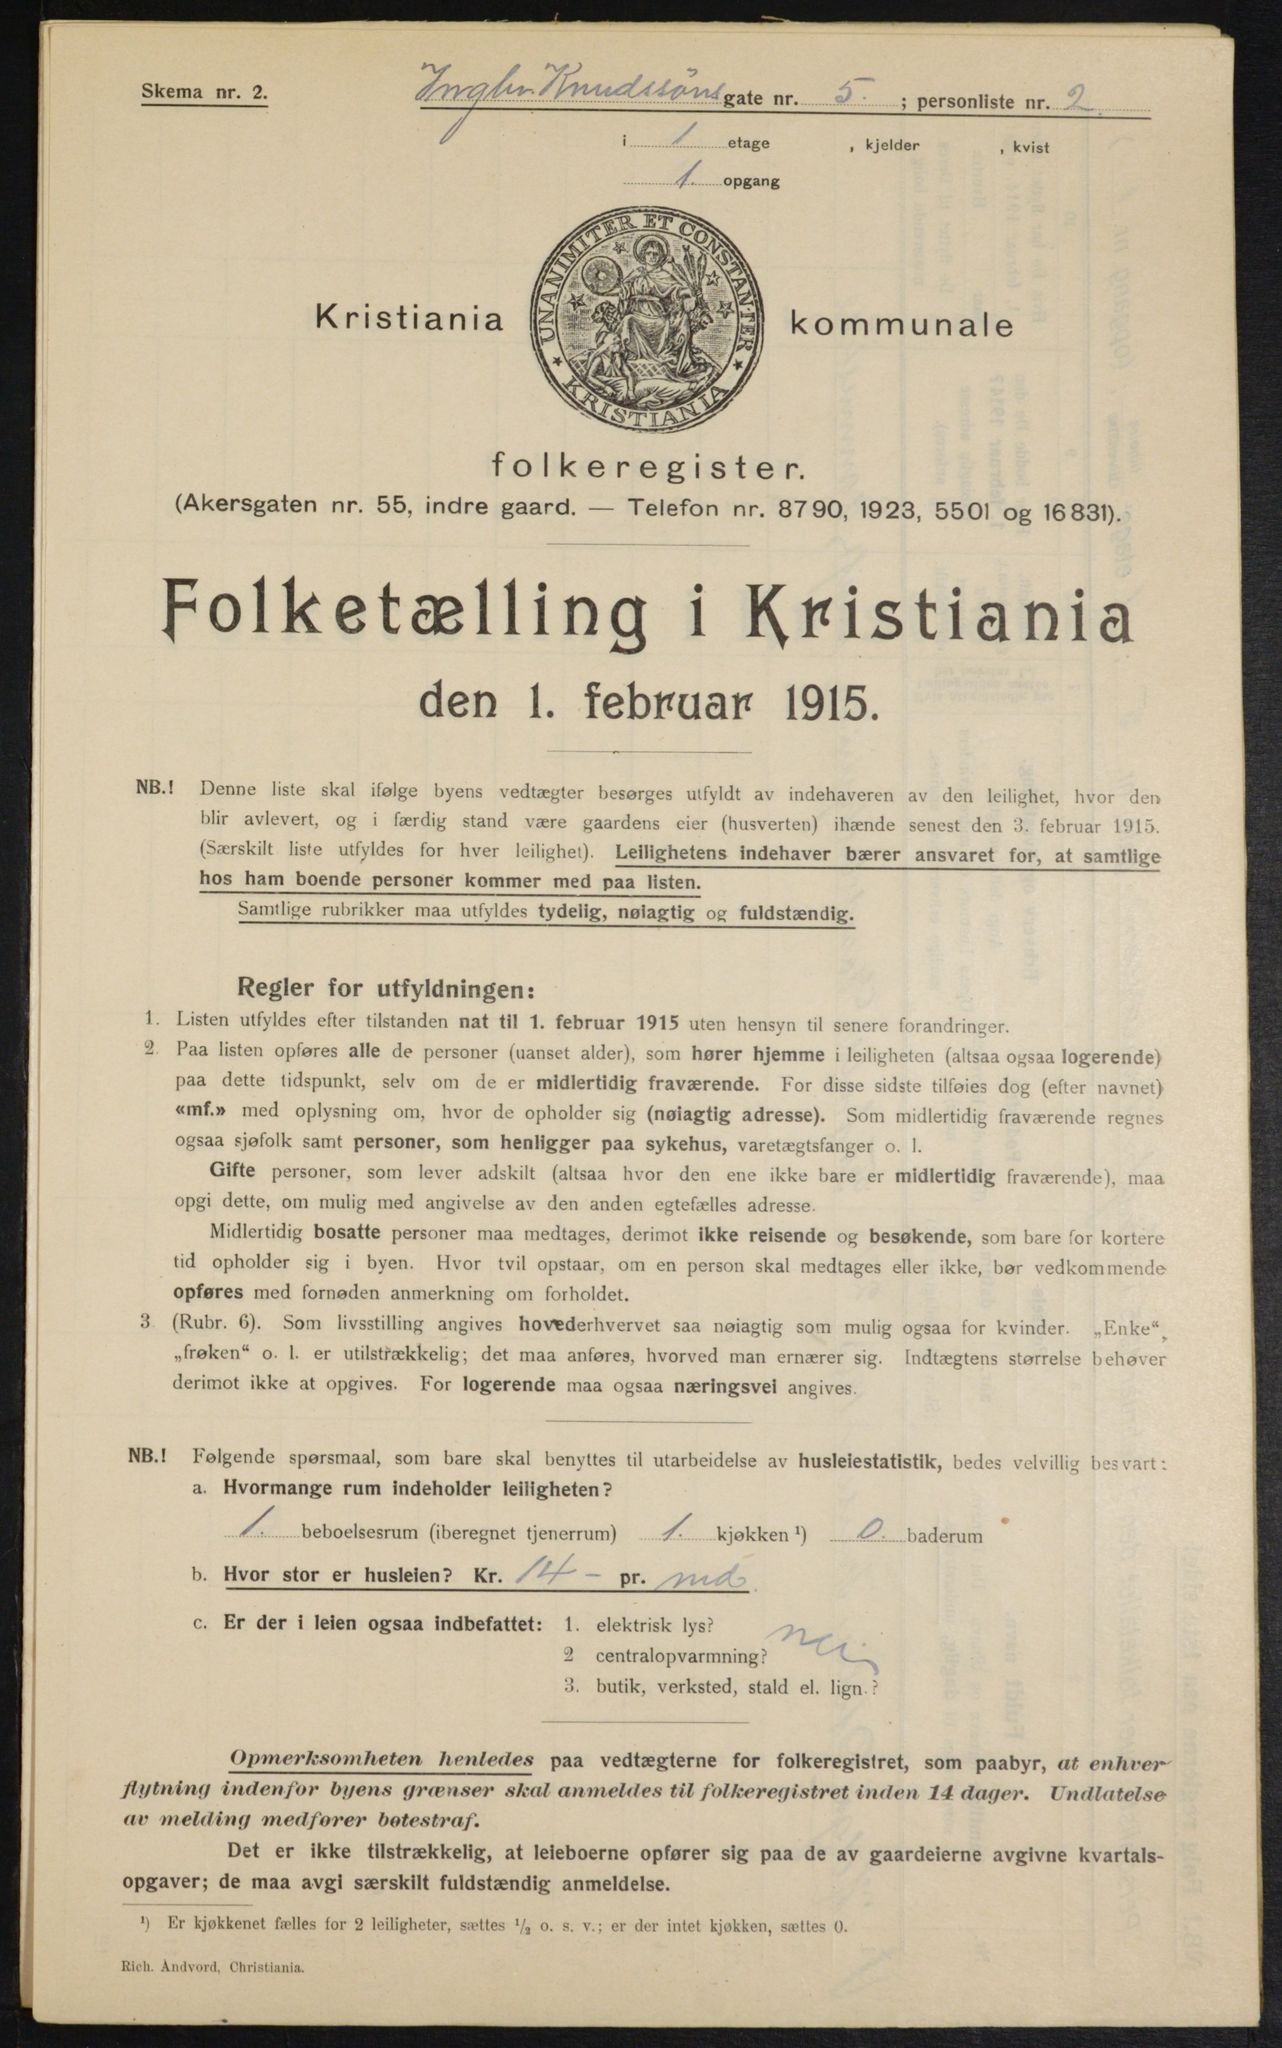 Skema nr. 2.
Knudssöns gate nr. 5. ; personliste nr. 2.
i 1 etage , kjelder , kvist
1. opgang
UNANIMITER ET CONSTANTER
KRISTIANIA
Kristiania kommunale
folkeregister.
(Akersgaten nr. 55, indre gaard. — Telefon nr. 8790, 1923, 5501 og 16831).
Folketælling i Kristiania
den 1. februar 1915.
NB.! Denne liste skal ifølge byens vedtægter besørges utfyldt av indehaveren av den leilighet, hvor den
blir avlevert, og i færdig stand være gaardens eier (husverten) ihænde senest den 3. februar 1915.
(Særskilt liste utfyldes for hver leilighet). Leilighetens indehaver bærer ansvaret for, at samtlige
hos ham boende personer kommer med paa listen.
Samtlige rubrikker maa utfyldes tydelig, nøiagtig og fuldstændig.
Regler for utfyldningen:
1. Listen utfyldes efter tilstanden nat til 1. februar 1915 uten hensyn til senere forandringer.
2. Paa listen opføres alle de personer (uanset alder), som hører hjemme i leiligheten (altsaa ogsaa logerende)
paa dette tidspunkt, selv om de er midlertidig fraværende. For disse sidste tilføies dog (efter navnet)
«mf.» med oplysning om, hvor de opholder sig (nøiagtig adresse). Som midlertidig fraværende regnes
ogsaa sjøfolk samt personer, som henligger paa sykehus, varetægtsfanger o. l.
Gifte personer, som lever adskilt (altsaa hvor den ene ikke bare er midlertidig fraværende), maa
opgi dette, om mulig med angivelse av den anden egtefælles adresse.
Midlertidig bosatte personer maa medtages, derimot ikke reisende og besøkende, som bare for kortere
tid opholder sig i byen. Hvor tvil opstaar, om en person skal medtages eller ikke, bør vedkommende
opføres med fornøden anmerkning om forholdet.
3. (Rubr. 6). Som livsstilling angives hovederhvervet saa nøiagtig som mulig ogsaa for kvinder. „Enke“,
„frøken“ o. l. er utilstrækkelig; det maa anføres, hvorved man ernærer sig. Indtægtens størrelse behøver
derimot ikke at opgives. For logerende maa ogsaa næringsvei angives.
NB.! Følgende spørsmaal, som bare skal benyttes til utarbeidelse av husleiestatistik, bedes velvillig besvart:
a. Hvormange rum indeholder leiligheten?
1. beboelsesrum (iberegnet tjenerrum) 1. kjøkken ¹) 0. baderum
b. Hvor stor er husleien? Kr. 14 – pr. md.
c. Er der i leien ogsaa indbefattet: 1. elektrisk lys?
2 centralopvarmning? nei
3. butik, verksted, stald el. lign.?
Opmerksomheten henledes paa vedtægterne for folkeregistret, som paabyr, at enhver
flytning indenfor byens grænser skal anmeldes til folkeregistret inden 14 dager. Undlatelse
av melding medfører bøtestraf.
Det er ikke tilstrækkelig, at leieboerne opfører sig paa de av gaardeierne avgivne kvartals-
opgaver; de maa avgi særskilt fuldstændig anmeldelse.
¹) Er kjøkkenet fælles for 2 leiligheter, sættes ½ o. s. v.; er der intet kjøkken, sættes 0.
Rich. Andvord, Christiania.